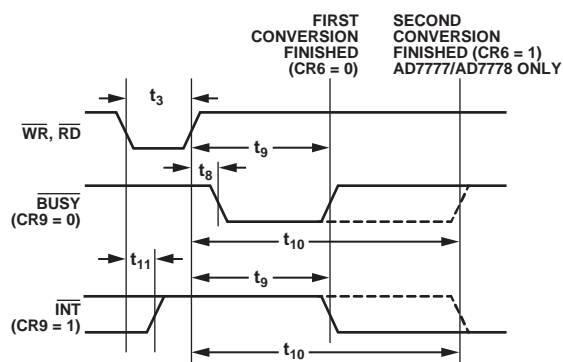 FIRST
CONVERSION
FINISHED
(CR6 = 0)
SECOND
CONVERSION
FINISHED (CR6 = 1)
AD7777/AD7778 ONLY
t3
WR, RD
t9
t8
BUSY
(CR9 = 0)
t10
t11
t9
INT
(CR9 = 1)
t10